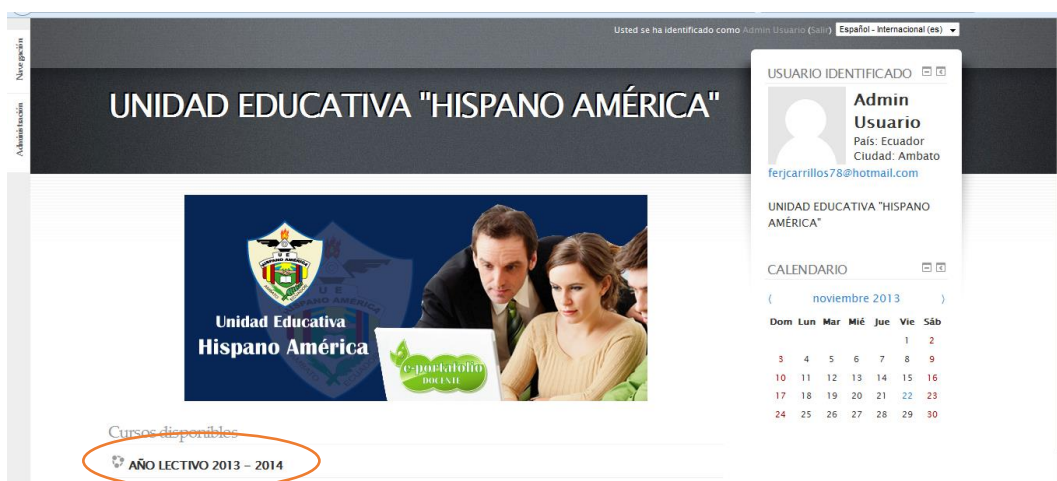 Usted se ha identificado como Admin Usuario (Salir) Español - Internacional (es)
Navegación
Administración
UNIDAD EDUCATIVA "HISPANO AMÉRICA"
USUARIO IDENTIFICADO
Admin
Usuario
País: Ecuador
Ciudad: Ambato
ferjcarrillos78@hotmail.com
UNIDAD EDUCATIVA "HISPANO
AMÉRICA"
U E
HISPANO AMÉRICA
AMBATO ECUADOR
Unidad Educativa
Hispano América
e-portafolio
DOCENTE
CALENDARIO
noviembre 2013
Dom Lun Mar Mié Jue Vie Sáb
1 2
3 4 5 6 7 8 9
10 11 12 13 14 15 16
17 18 19 20 21 22 23
24 25 26 27 28 29 30
Cursos disponibles
AÑO LECTIVO 2013 - 2014